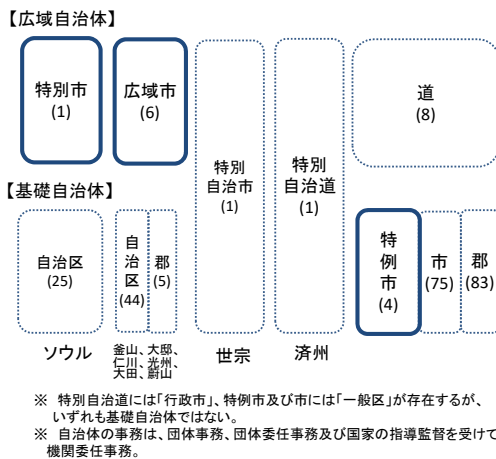 【広域自治体】
特別市
(1)
広域市
(6)
特別
自治市
(1)
特別
自治道
(1)
道
(8)
【基礎自治体】
自治区
(25)
自
治
区
(44)
郡
(5)
特
例
市
(4)
市
(75)
郡
(83)
ソウル
釜山、大邸、
仁川、光州、
大田、蔚山
世宗
済州
※ 特別自治道には「行政市」、特例市及び市には「一般区」が存在するが、
いずれも基礎自治体ではない。
※ 自治体の事務は、団体事務、団体委任事務及び国家の指導監督を受けて
機関委任事務。